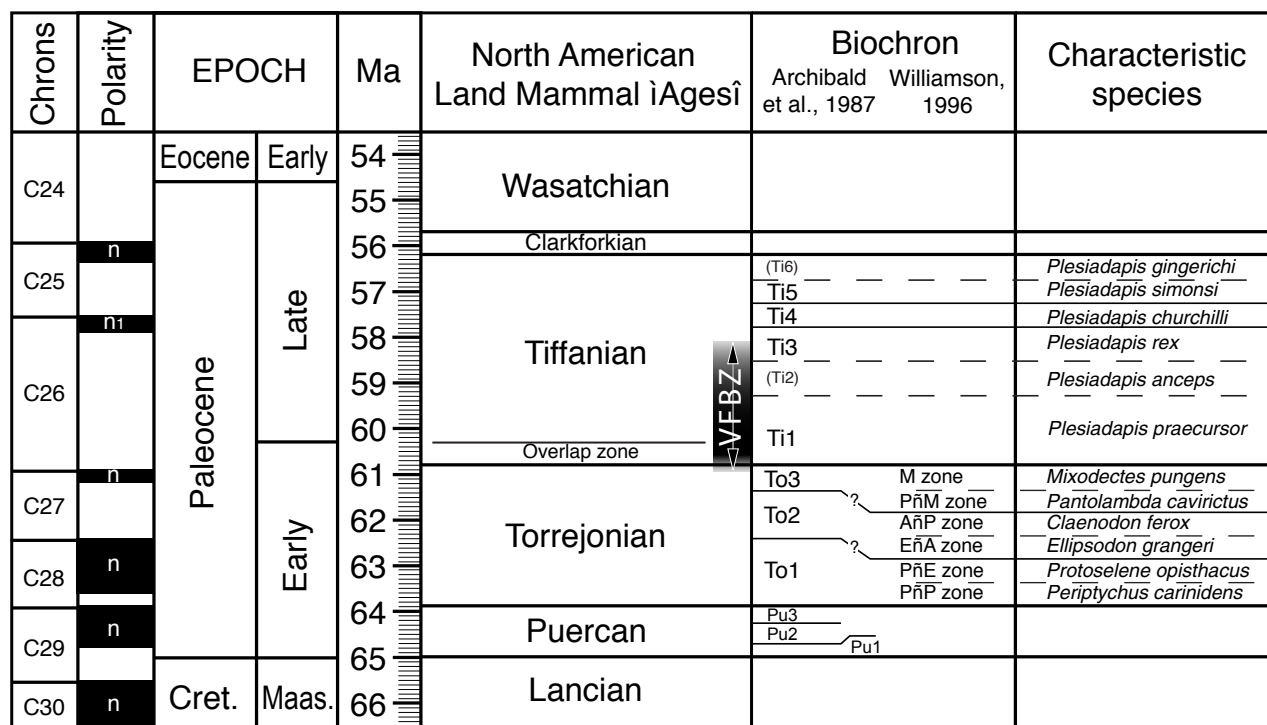 Chrons
Polarity
EPOCH
Ma
North American
Land Mammal ìAgesî
Biochron
Archibald et al., 1987
Williamson, 1996
Characteristic
species
C24
C25
C26
C27
C28
C29
C30
n
n1
n
n
n
n
Eocene
Early
Paleocene
Late
Early
Cret.
Maas.
54
55
56
57
58
59
60
61
62
63
64
65
66
Wasatchian
Clarkforkian
Tiffanian
Overlap zone
Torrejonian
Puercan
Lancian
VFBZ
(Ti6)
Ti5
Ti4
Ti3
(Ti2)
Ti1
To3
To2
To1
Pu3
Pu2
Pu1
?
?
M zone
PñM zone
AñP zone
EñA zone
PñE zone
PñP zone
Plesiadapis gingerichi
Plesiadapis simonsi
Plesiadapis churchilli
Plesiadapis rex
Plesiadapis anceps
Plesiadapis praecursor
Mixodectes pungens
Pantolambda cavirictus
Claenodon ferox
Ellipsodon grangeri
Protoselene opisthacus
Periptychus carinidens